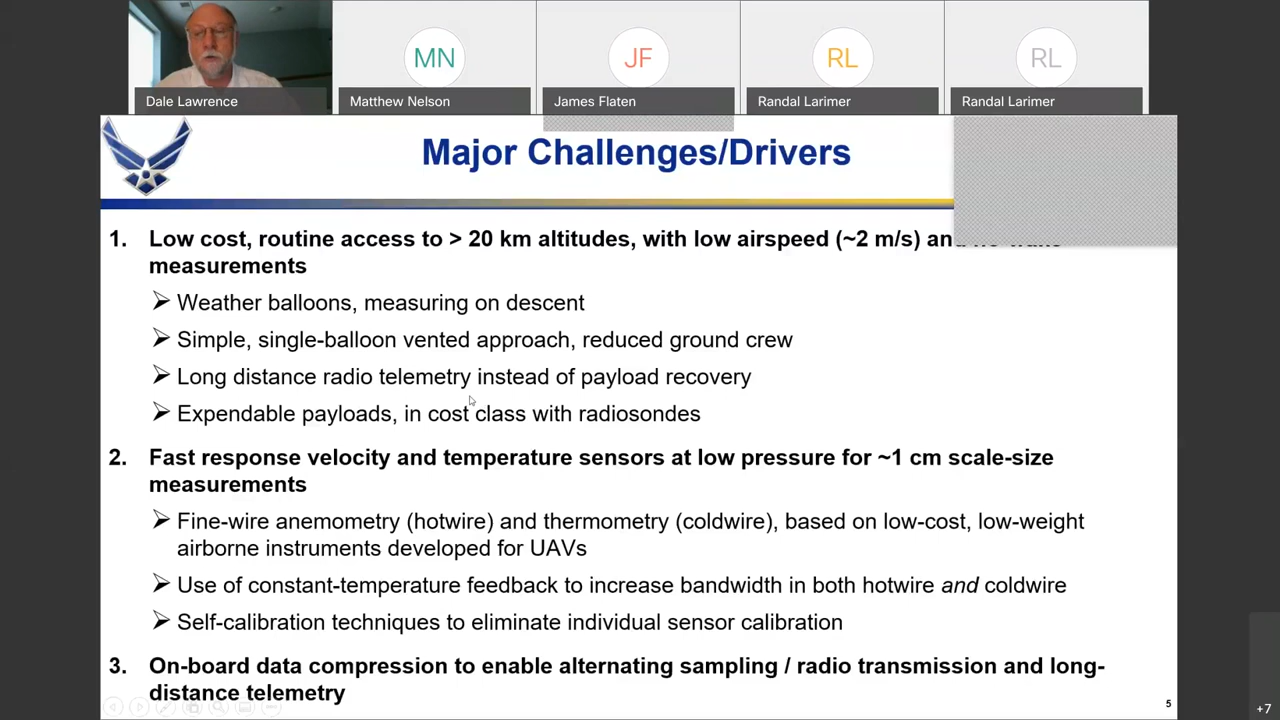 MN
JF
RL
RL
Dale Lawrence
Matthew Nelson
James Flaten
Randal Larimer
Randal Larimer
Major Challenges/Drivers
1. Low cost, routine access to > 20 km altitudes, with low airspeed (~2 m/s)
measurements
➢ Weather balloons, measuring on descent
➢ Simple, single-balloon vented approach, reduced ground crew
➢ Long distance radio telemetry instead of payload recovery
➢ Expendable payloads, in cost class with radiosondes
2. Fast response velocity and temperature sensors at low pressure for ~1 cm scale-size
measurements
➢ Fine-wire anemometry (hotwire) and thermometry (coldwire), based on low-cost, low-weight
airborne instruments developed for UAVs
➢ Use of constant-temperature feedback to increase bandwidth in both hotwire and coldwire
➢ Self-calibration techniques to eliminate individual sensor calibration
3. On-board data compression to enable alternating sampling / radio transmission and long-
distance telemetry
5
+7